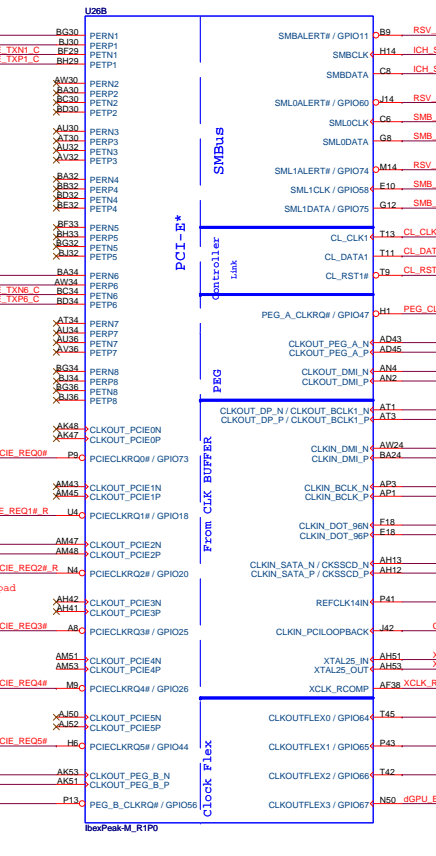 U26B
BG30 PERN1
BJ30 PERP1
_TXN1_C BF29 PETN1
_TXP1_C BH29 PETP1
AW30 PERN2
BA30 PERP2
BC30 PETN2
BD30 PETP2
AU30 PERN3
AT30 PERP3
AU32 PETN3
AV32 PETP3
BA32 PERN4
BB32 PERP4
BD32 PETN4
BE32 PETP4
BF33 PERN5
BH33 PERP5
BG32 PETN5
BJ32 PETP5
BA34 PERN6
AW34 PERP6
E_TXN6_C BC34 PETN6
E_TXP6_C BD34 PETP6
AT34 PERN7
AU34 PERP7
AU36 PETN7
AV36 PETP7
BG34 PERN8
BJ34 PERP8
BG36 PETN8
BJ36 PETP8
AK48 CLKOUT_PCIE0N
AK47 CLKOUT_PCIE0P
CIE_REQ0# P9 PCIECLKRQ0# / GPIO73
AM43 CLKOUT_PCIE1N
AM45 CLKOUT_PCIE1P
E_REQ1#_R U4 PCIECLKRQ1# / GPIO18
AM47 CLKOUT_PCIE2N
AM48 CLKOUT_PCIE2P
CIE_REQ2#_R N4 PCIECLKRQ2# / GPIO20
oad
AH42 CLKOUT_PCIE3N
AH41 CLKOUT_PCIE3P
CIE_REQ3# A8 PCIECLKRQ3# / GPIO25
AM51 CLKOUT_PCIE4N
AM53 CLKOUT_PCIE4P
CIE_REQ4# M9 PCIECLKRQ4# / GPIO26
AJ50 CLKOUT_PCIE5N
AJ52 CLKOUT_PCIE5P
CIE_REQ5# H6 PCIECLKRQ5# / GPIO44
AK53 CLKOUT_PEG_B_N
AK51 CLKOUT_PEG_B_P
P13 PEG_B_CLKRQ# / GPIO56
PCI-E*
SMBus
Controller
Link
PEG
From CLK BUFFER
Clock Flex
SMBALERT# / GPIO11 B9 RSV_
SMBCLK H14 ICH_S
SMBDATA C8 ICH_S
SML0ALERT# / GPIO60 J14 RSV_
SML0CLK C6 SMB_
SML0DATA G8 SMB_
SML1ALERT# / GPIO74 M14 RSV_
SML1CLK / GPIO58 E10 SMB_
SML1DATA / GPIO75 G12 SMB_
CL_CLK1 T13 CL_CLK
CL_DATA1 T11 CL_DAT
CL_RST1# T9 CL_RST
PEG_A_CLKRQ# / GPIO47 H1 PEG_CL
CLKOUT_PEG_A_N AD43
CLKOUT_PEG_A_P AD45
CLKOUT_DMI_N AN4
CLKOUT_DMI_P AN2
CLKOUT_DP_N / CLKOUT_BCLK1_N AT1
CLKOUT_DP_P / CLKOUT_BCLK1_P AT3
CLKIN_DMI_N AW24
CLKIN_DMI_P BA24
CLKIN_BCLK_N AP3
CLKIN_BCLK_P AP1
CLKIN_DOT_96N F18
CLKIN_DOT_96P E18
CLKIN_SATA_N / CKSSCD_N AH13
CLKIN_SATA_P / CKSSCD_P AH12
REFCLK14IN P41
CLKIN_PCILOOPBACK J42
XTAL25_IN AH51
XTAL25_OUT AH53
XCLK_RCOMP AF38 XCLK_R
CLKOUTFLEX0 / GPIO64 T45
CLKOUTFLEX1 / GPIO65 P43
CLKOUTFLEX2 / GPIO66 T42
CLKOUTFLEX3 / GPIO67 N50 dGPU_E
IbexPeak-M_R1P0